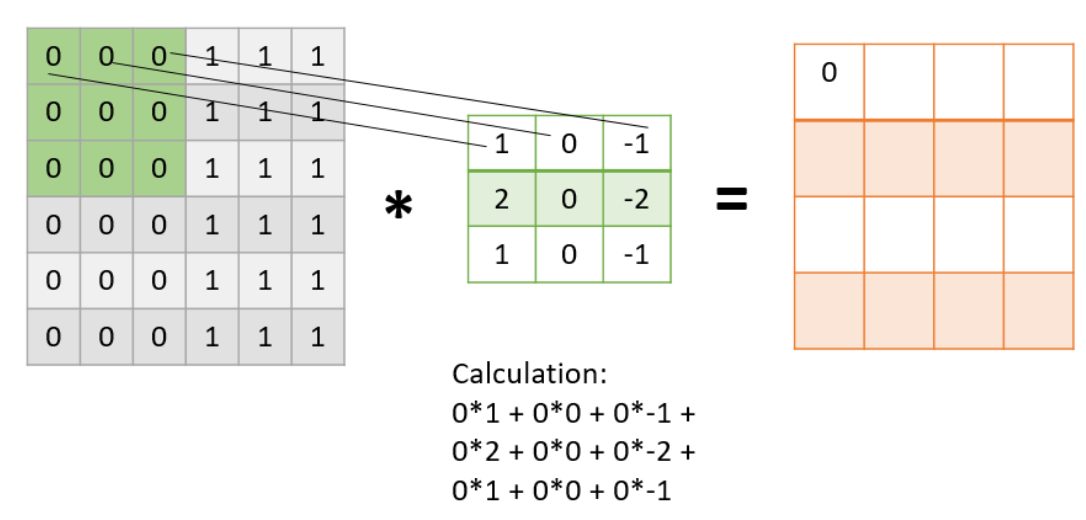 0 0 0 1 1 1
0 0 0 1 1 1
0 0 0 1 1 1
0 0 0 1 1 1
0 0 0 1 1 1
0 0 0 1 1 1
*
1 0 -1
2 0 -2
1 0 -1
=
0
Calculation:
0*1 + 0*0 + 0*-1 +
0*2 + 0*0 + 0*-2 +
0*1 + 0*0 + 0*-1